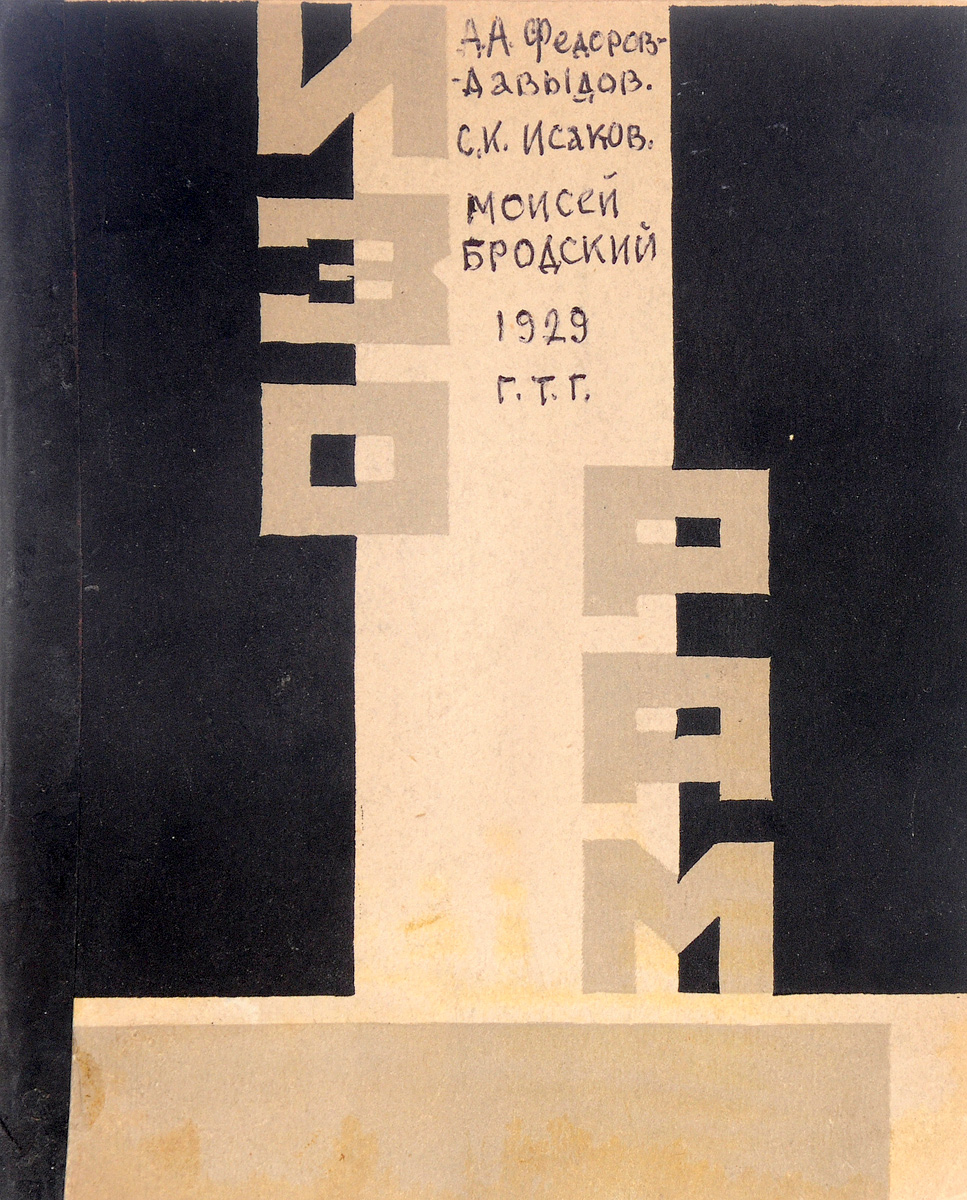 ИЗО
А.А. Федоров-
-Давыдов.
С.К. Исаков.
МОИСЕЙ
БРОДСКИЙ
1929
Г.Т.Г.
РАМ